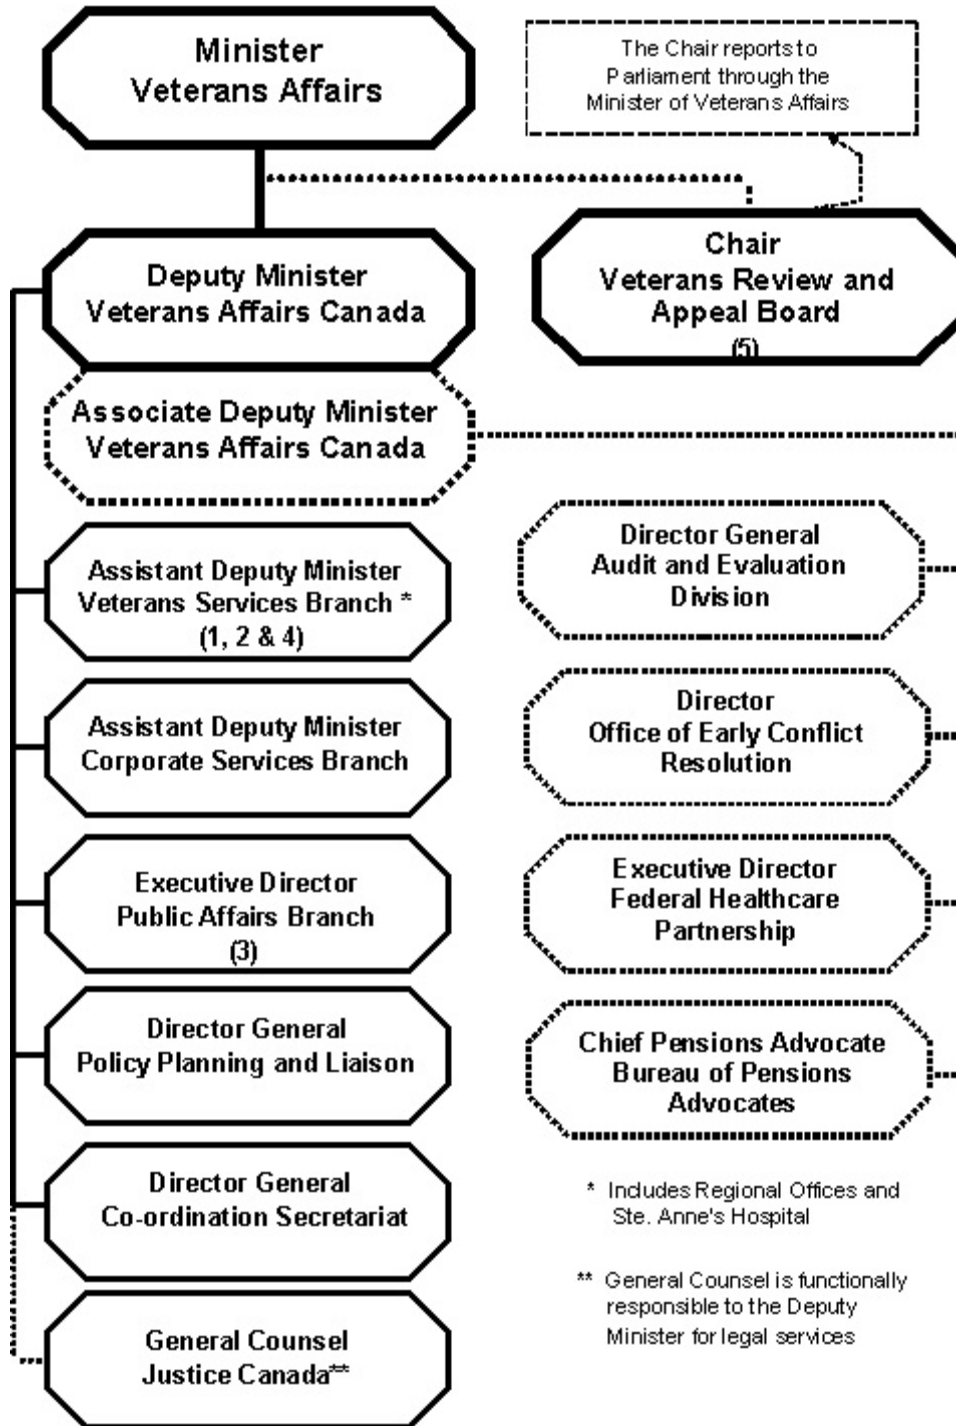 Minister
Veterans Affairs
The Chair reports to
Parliament through the
Minister of Veterans Affairs
Deputy Minister
Veterans Affairs Canada
Chair
Veterans Review and
Appeal Board
(5)
Associate Deputy Minister
Veterans Affairs Canada
Assistant Deputy Minister
Veterans Services Branch *
(1, 2 & 4)
Assistant Deputy Minister
Corporate Services Branch
Executive Director
Public Affairs Branch
(3)
Director General
Policy Planning and Liaison
Director General
Co-ordination Secretariat
General Counsel
Justice Canada**
Director General
Audit and Evaluation
Division
Director
Office of Early Conflict
Resolution
Executive Director
Federal Healthcare
Partnership
Chief Pensions Advocate
Bureau of Pensions
Advocates
* Includes Regional Offices and
Ste. Anne's Hospital
** General Counsel is functionally
responsible to the Deputy
Minister for legal services